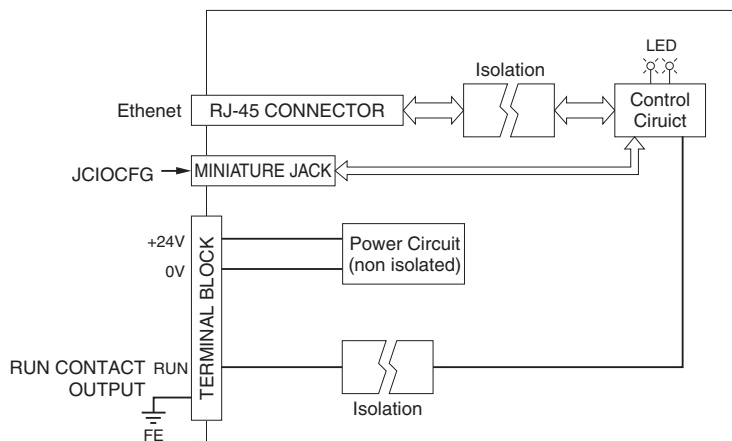 LED
Isolation
Ethenet
RJ-45 CONNECTOR
Control
Ciruict
JCIOCFG
MINIATURE JACK
TERMINAL BLOCK
+24V
0V
Power Circuit
(non isolated)
RUN CONTACT
OUTPUT
RUN
FE
Isolation